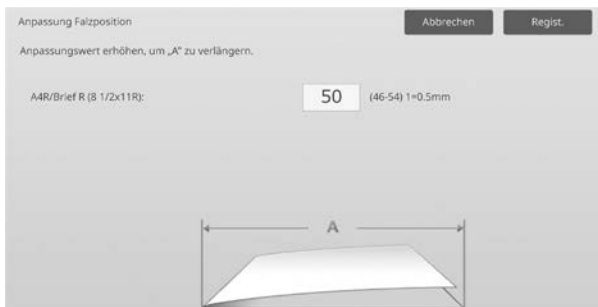 Anpassung Falzposition
Abbrechen
Regist.
Anpassungswert erhöhen, um „A" zu verlängern.
A4R/Brief R (8 1/2x11R):
50
(46-54) 1=0.5mm
A